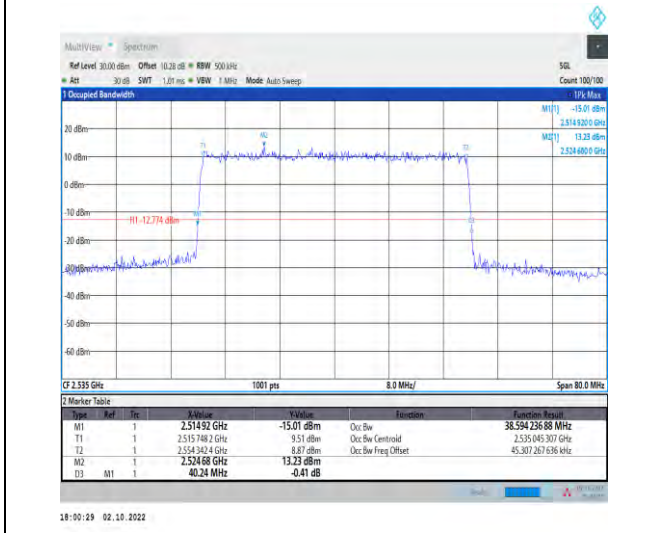 MultiView Spectrum
Ref Level 30.00 dBm Offset 10.28 dB RBW 500 kHz SGL
Att 30 dB SWT 1.01 ms VBW 1 MHz Mode Auto Sweep Count 100/100
1 Occupied Bandwidth 1Pk Max
M1[1] -15.01 dBm
2.514 920 0 GHz
M2[1] 13.23 dBm
2.524 680 0 GHz
20 dBm
10 dBm
0 dBm
-10 dBm
H1 -12.774 dBm
-20 dBm
-40 dBm
-50 dBm
-60 dBm
T1
M2
T2
M1
D3
CF 2.535 GHz 1001 pts 8.0 MHz/ Span 80.0 MHz
2 Marker Table
Type Ref Trc X-Value Y-Value Function Function Result
M1 1 2.514 92 GHz -15.01 dBm Occ Bw 38.594 236 88 MHz
T1 1 2.515 748 2 GHz 9.51 dBm Occ Bw Centroid 2.535 045 307 GHz
T2 1 2.554 342 4 GHz 8.87 dBm Occ Bw Freq Offset 45.307 267 636 kHz
M2 1 2.524 68 GHz 13.23 dBm
D3 M1 1 40.24 MHz -0.41 dB
18:00:29 02.10.2022